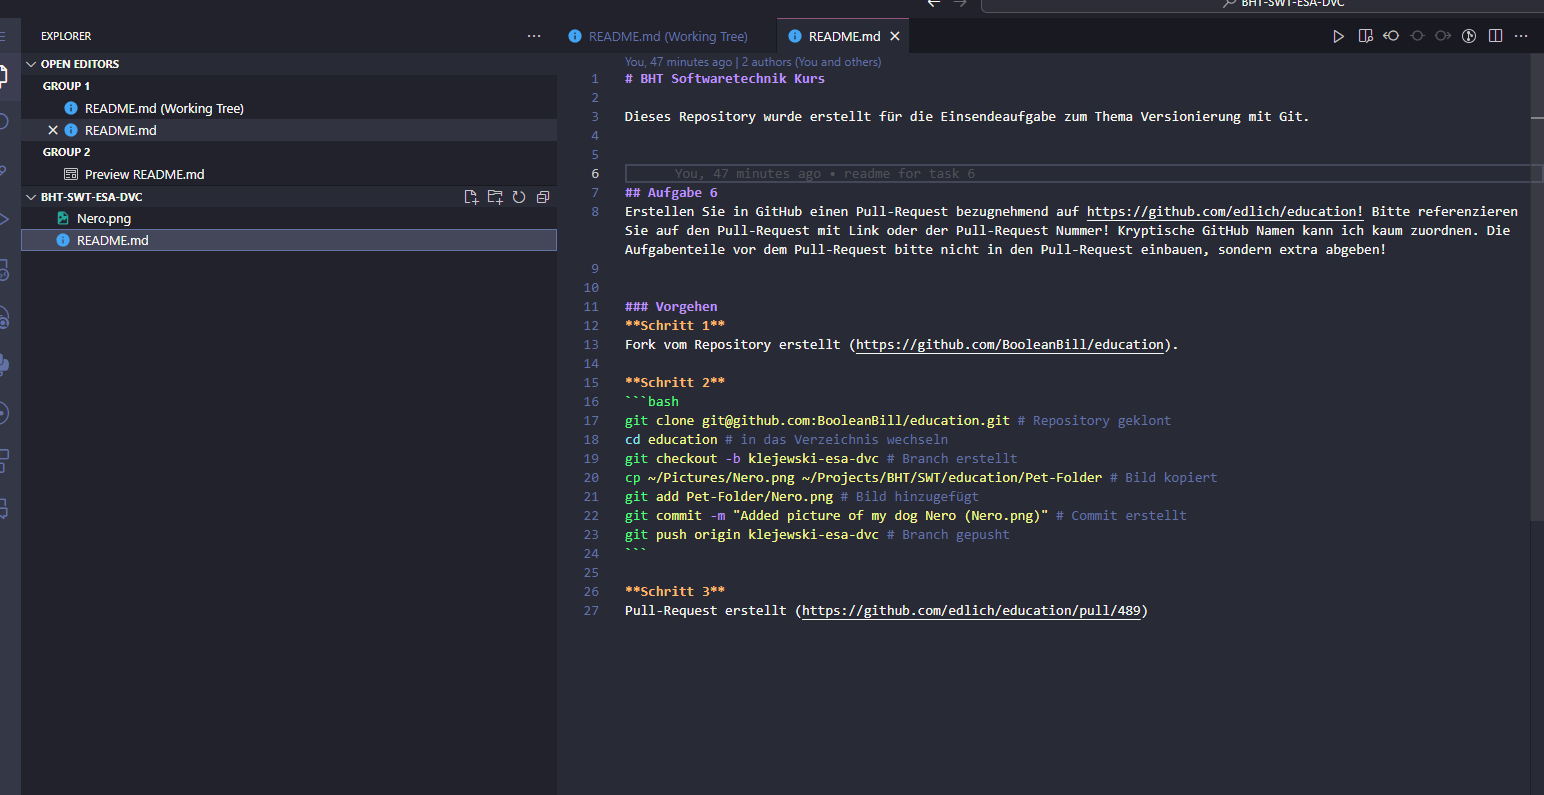 BHT-SWT-ESA-DVC
EXPLORER
README.md (Working Tree)
README.md
OPEN EDITORS
GROUP 1
README.md (Working Tree)
README.md
GROUP 2
Preview README.md
BHT-SWT-ESA-DVC
Nero.png
README.md
You, 47 minutes ago | 2 authors (You and others)
1 # BHT Softwaretechnik Kurs
2
3 Dieses Repository wurde erstellt für die Einsendeaufgabe zum Thema Versionierung mit Git.
4
5
6 You, 47 minutes ago • readme for task 6
7 ## Aufgabe 6
8 Erstellen Sie in GitHub einen Pull-Request bezugnehmend auf https://github.com/edlich/education! Bitte referenzieren
Sie auf den Pull-Request mit Link oder der Pull-Request Nummer! Kryptische GitHub Namen kann ich kaum zuordnen. Die
Aufgabenteile vor dem Pull-Request bitte nicht in den Pull-Request einbauen, sondern extra abgeben!
9
10
11 ### Vorgehen
12 **Schritt 1**
13 Fork vom Repository erstellt (https://github.com/BooleanBill/education).
14
15 **Schritt 2**
16 ```bash
17 git clone git@github.com:BooleanBill/education.git # Repository geklont
18 cd education # in das Verzeichnis wechseln
19 git checkout -b klejewski-esa-dvc # Branch erstellt
20 cp ~/Pictures/Nero.png ~/Projects/BHT/SWT/education/Pet-Folder # Bild kopiert
21 git add Pet-Folder/Nero.png # Bild hinzugefügt
22 git commit -m "Added picture of my dog Nero (Nero.png)" # Commit erstellt
23 git push origin klejewski-esa-dvc # Branch gepusht
24 ```
25
26 **Schritt 3**
27 Pull-Request erstellt (https://github.com/edlich/education/pull/489)